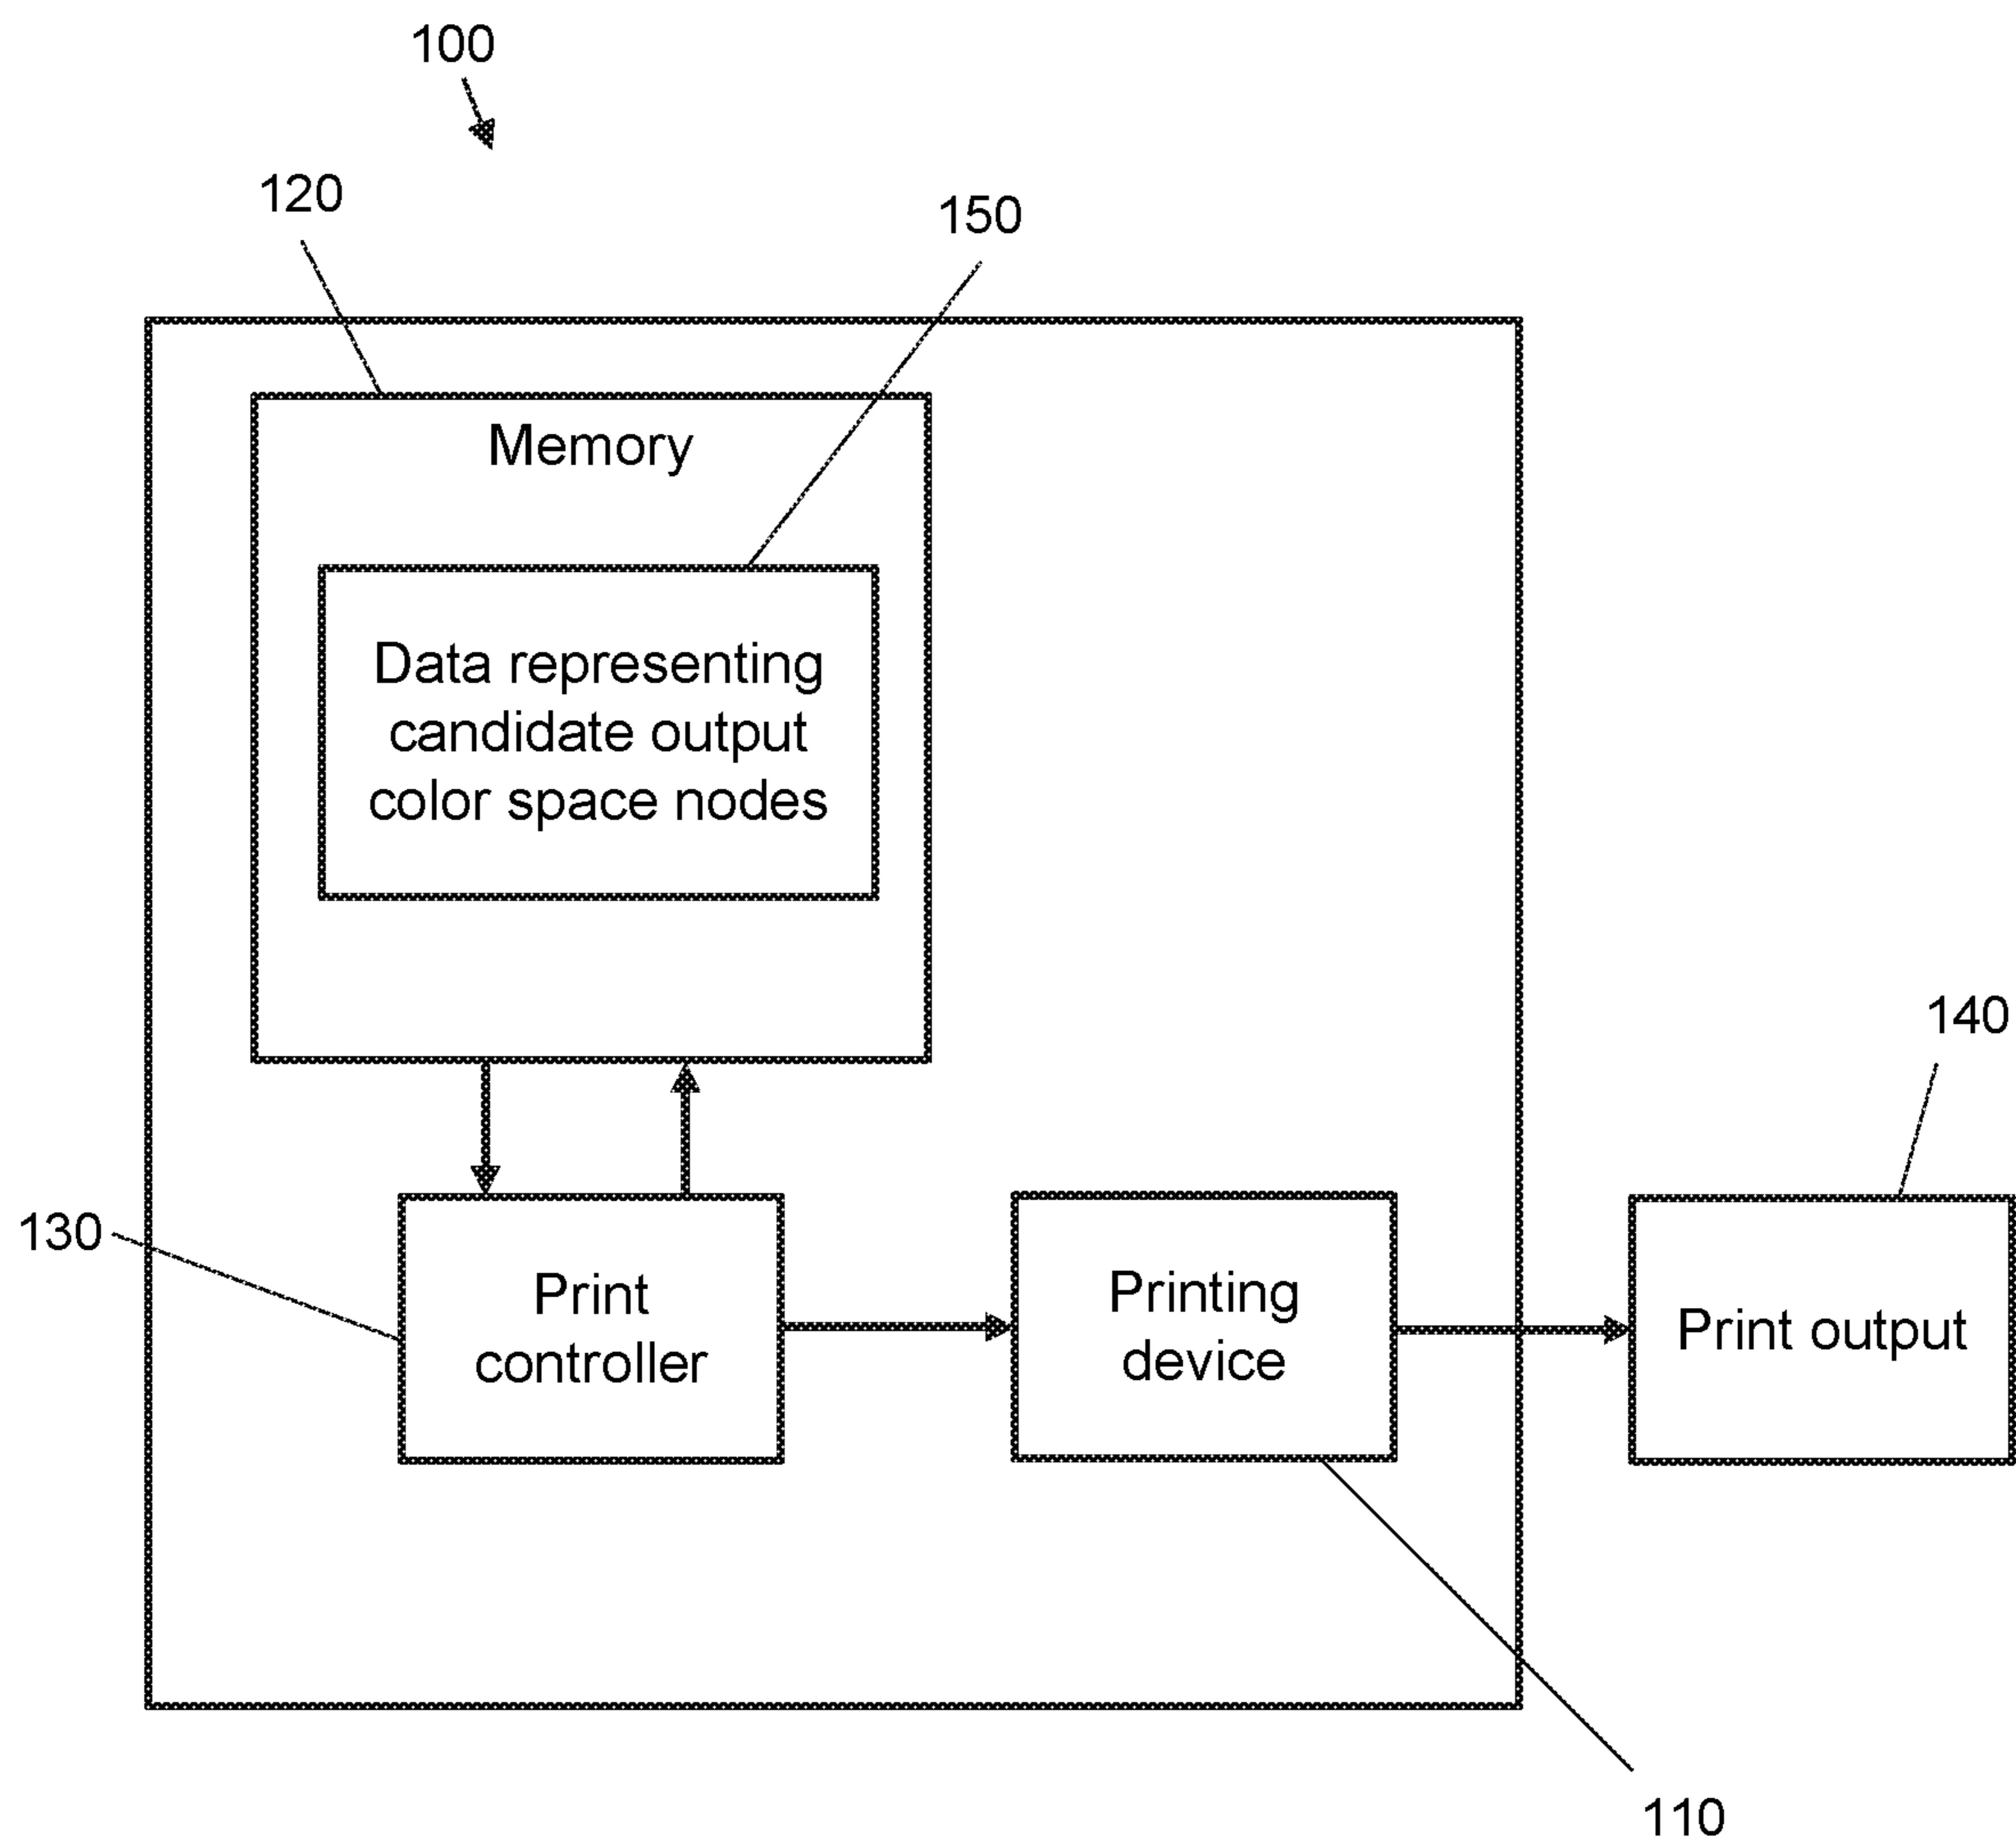 100
120
150
Memory
Data representing
candidate output
color space nodes
140
130
Print
controller
Printing
device
Print output
110